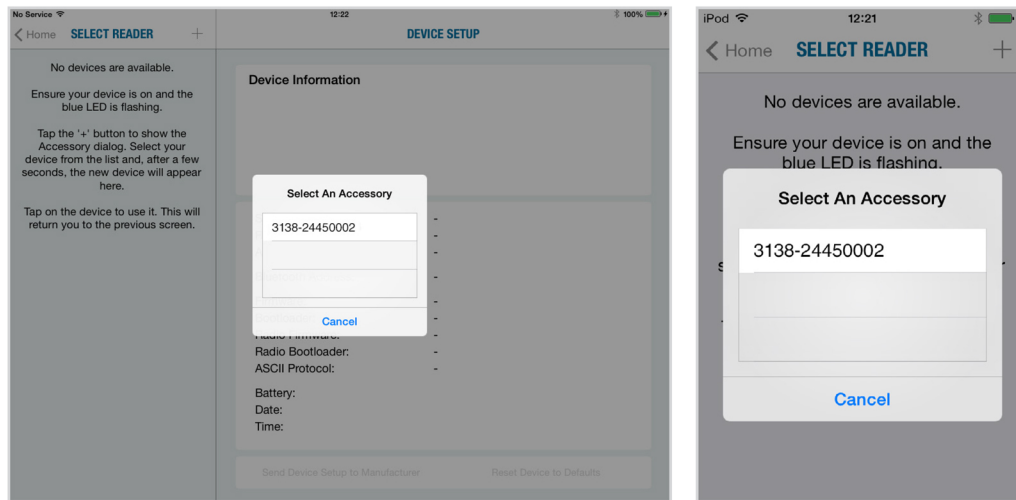 No Service 12:22 100%
Home SELECT READER + DEVICE SETUP
No devices are available.
Ensure your device is on and the
blue LED is flashing.
Tap the '+' button to show the
Accessory dialog. Select your
device from the list and, after a few
seconds, the new device will appear
here.
Tap on the device to use it. This will
return you to the previous screen.
Device Information
Select An Accessory
3138-24450002
Cancel
-
-
-
-
-
-
Radio Firmware: -
Radio Bootloader: -
ASCII Protocol: -
Battery:
Date:
Time:
Send Device Setup to Manufacturer Reset Device to Defaults
iPod 12:21
Home SELECT READER +
No devices are available.
Ensure your device is on and the
blue LED is flashing.
Select An Accessory
3138-24450002
Cancel